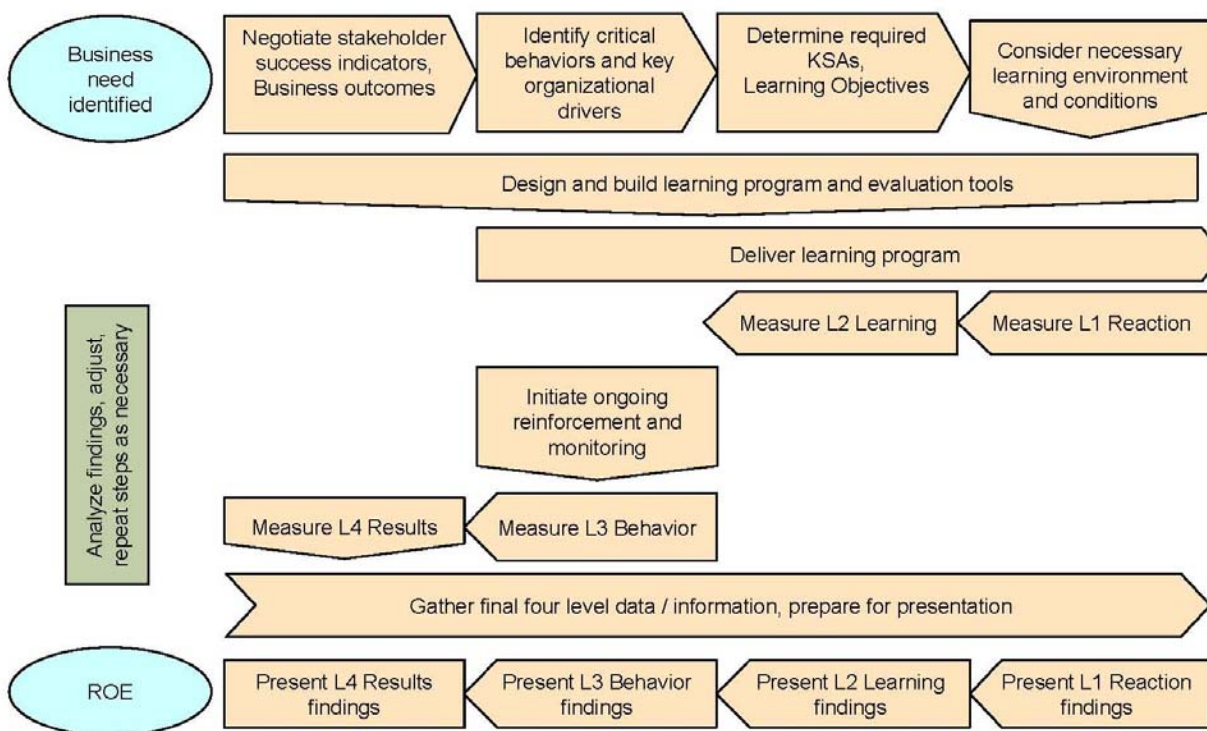 Business
need
identified
Negotiate stakeholder
success indicators,
Business outcomes
Identify critical
behaviors and key
organizational
drivers
Determine required
KSAs,
Learning Objectives
Consider necessary
learning environment
and conditions
Design and build learning program and evaluation tools
Deliver learning program
Measure L2 Learning
Measure L1 Reaction
Analyze findings, adjust,
repeat steps as necessary
Initiate ongoing
reinforcement and
monitoring
Measure L4 Results
Measure L3 Behavior
Gather final four level data / information, prepare for presentation
ROE
Present L4 Results
findings
Present L3 Behavior
findings
Present L2 Learning
findings
Present L1 Reaction
findings